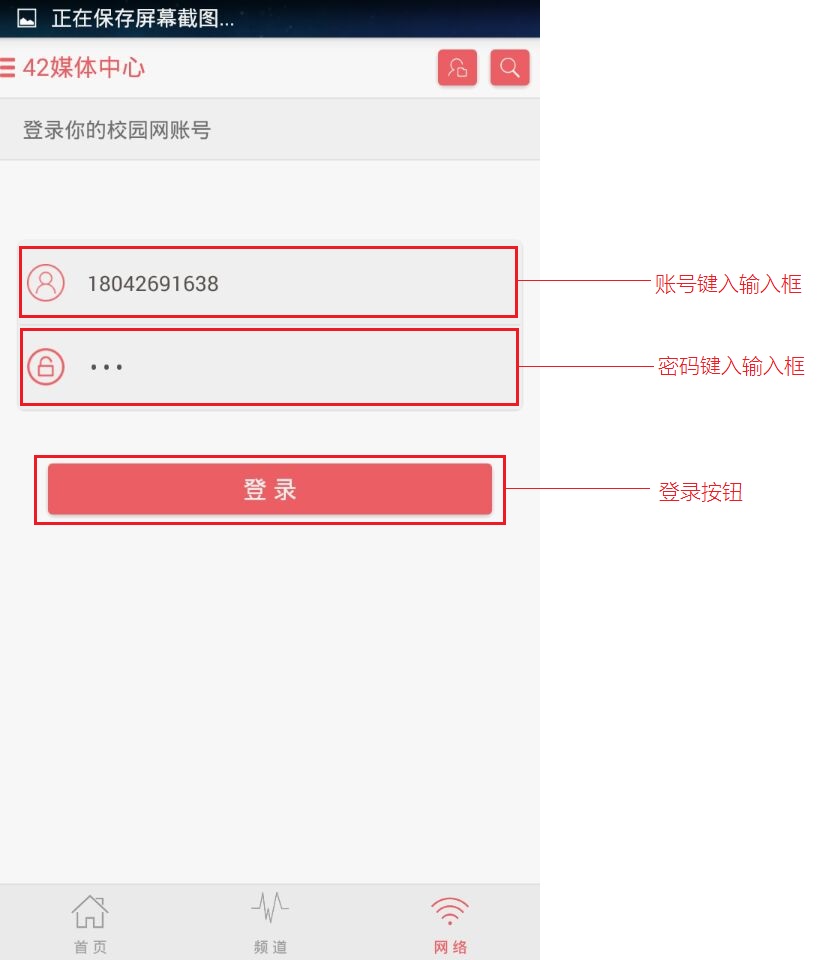 正在保存屏幕截图...
42媒体中心
登录你的校园网账号
18042691638
账号键入输入框
•••
密码键入输入框
登录
登录按钮
首页
频道
网络